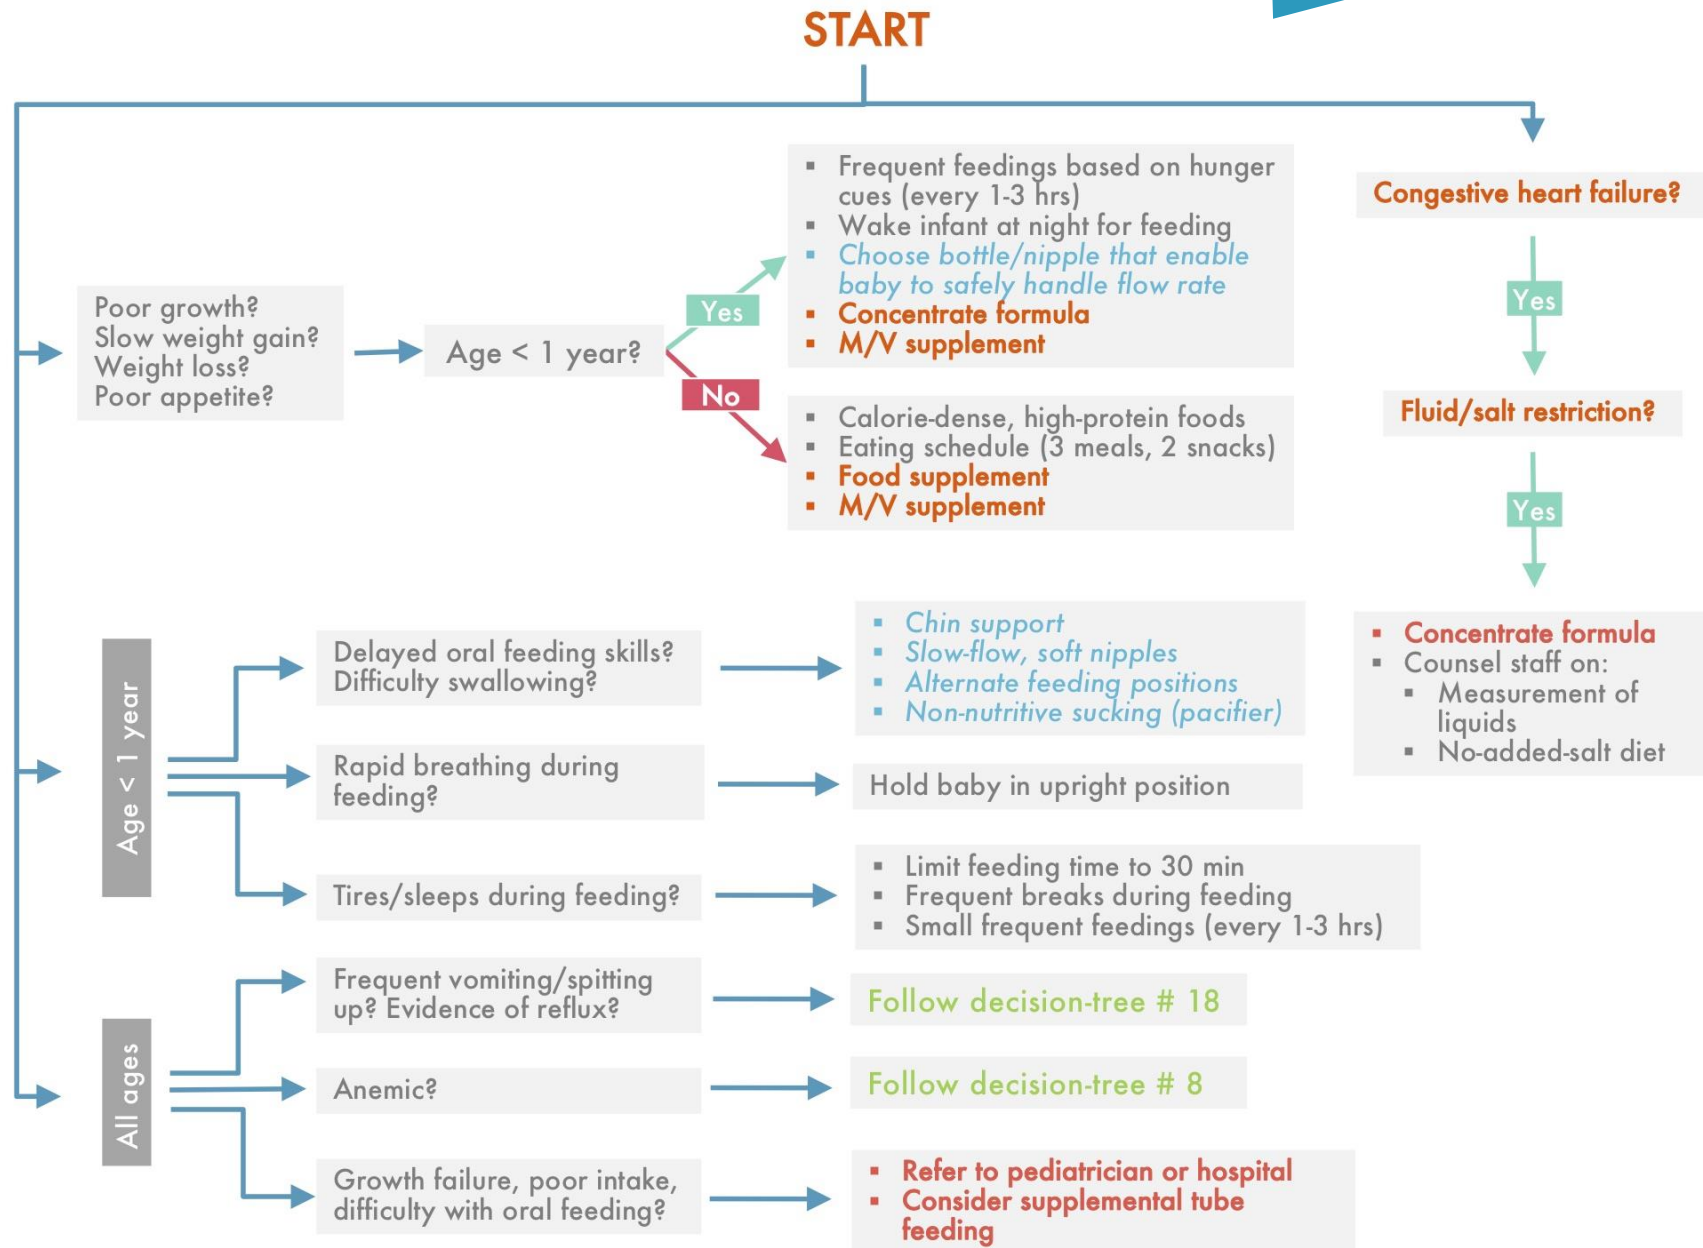 START
Poor growth?
Slow weight gain?
Weight loss?
Poor appetite?
Age < 1 year?
Yes
▪ Frequent feedings based on hunger
cues (every 1-3 hrs)
▪ Wake infant at night for feeding
▪ Choose bottle/nipple that enable
baby to safely handle flow rate
▪ Concentrate formula
▪ M/V supplement
No
▪ Calorie-dense, high-protein foods
▪ Eating schedule (3 meals, 2 snacks)
▪ Food supplement
▪ M/V supplement
Congestive heart failure?
Yes
Fluid/salt restriction?
Yes
▪ Concentrate formula
▪ Counsel staff on:
▪ Measurement of
liquids
▪ No-added-salt diet
Age < 1 year
Delayed oral feeding skills?
Difficulty swallowing?
▪ Chin support
▪ Slow-flow, soft nipples
▪ Alternate feeding positions
▪ Non-nutritive sucking (pacifier)
Rapid breathing during
feeding?
Hold baby in upright position
Tires/sleeps during feeding?
▪ Limit feeding time to 30 min
▪ Frequent breaks during feeding
▪ Small frequent feedings (every 1-3 hrs)
All ages
Frequent vomiting/spitting
up? Evidence of reflux?
Follow decision-tree # 18
Anemic?
Follow decision-tree # 8
Growth failure, poor intake,
difficulty with oral feeding?
▪ Refer to pediatrician or hospital
▪ Consider supplemental tube
feeding